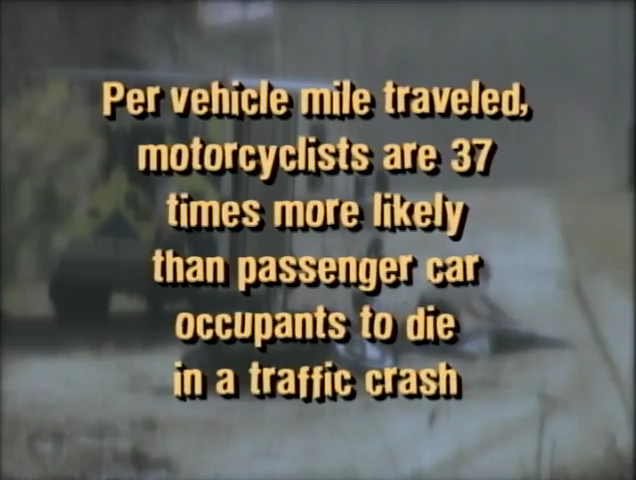 Per vehicle mile traveled,
motorcyclists are 37
times more likely
than passenger car
occupants to die
in a traffic crash